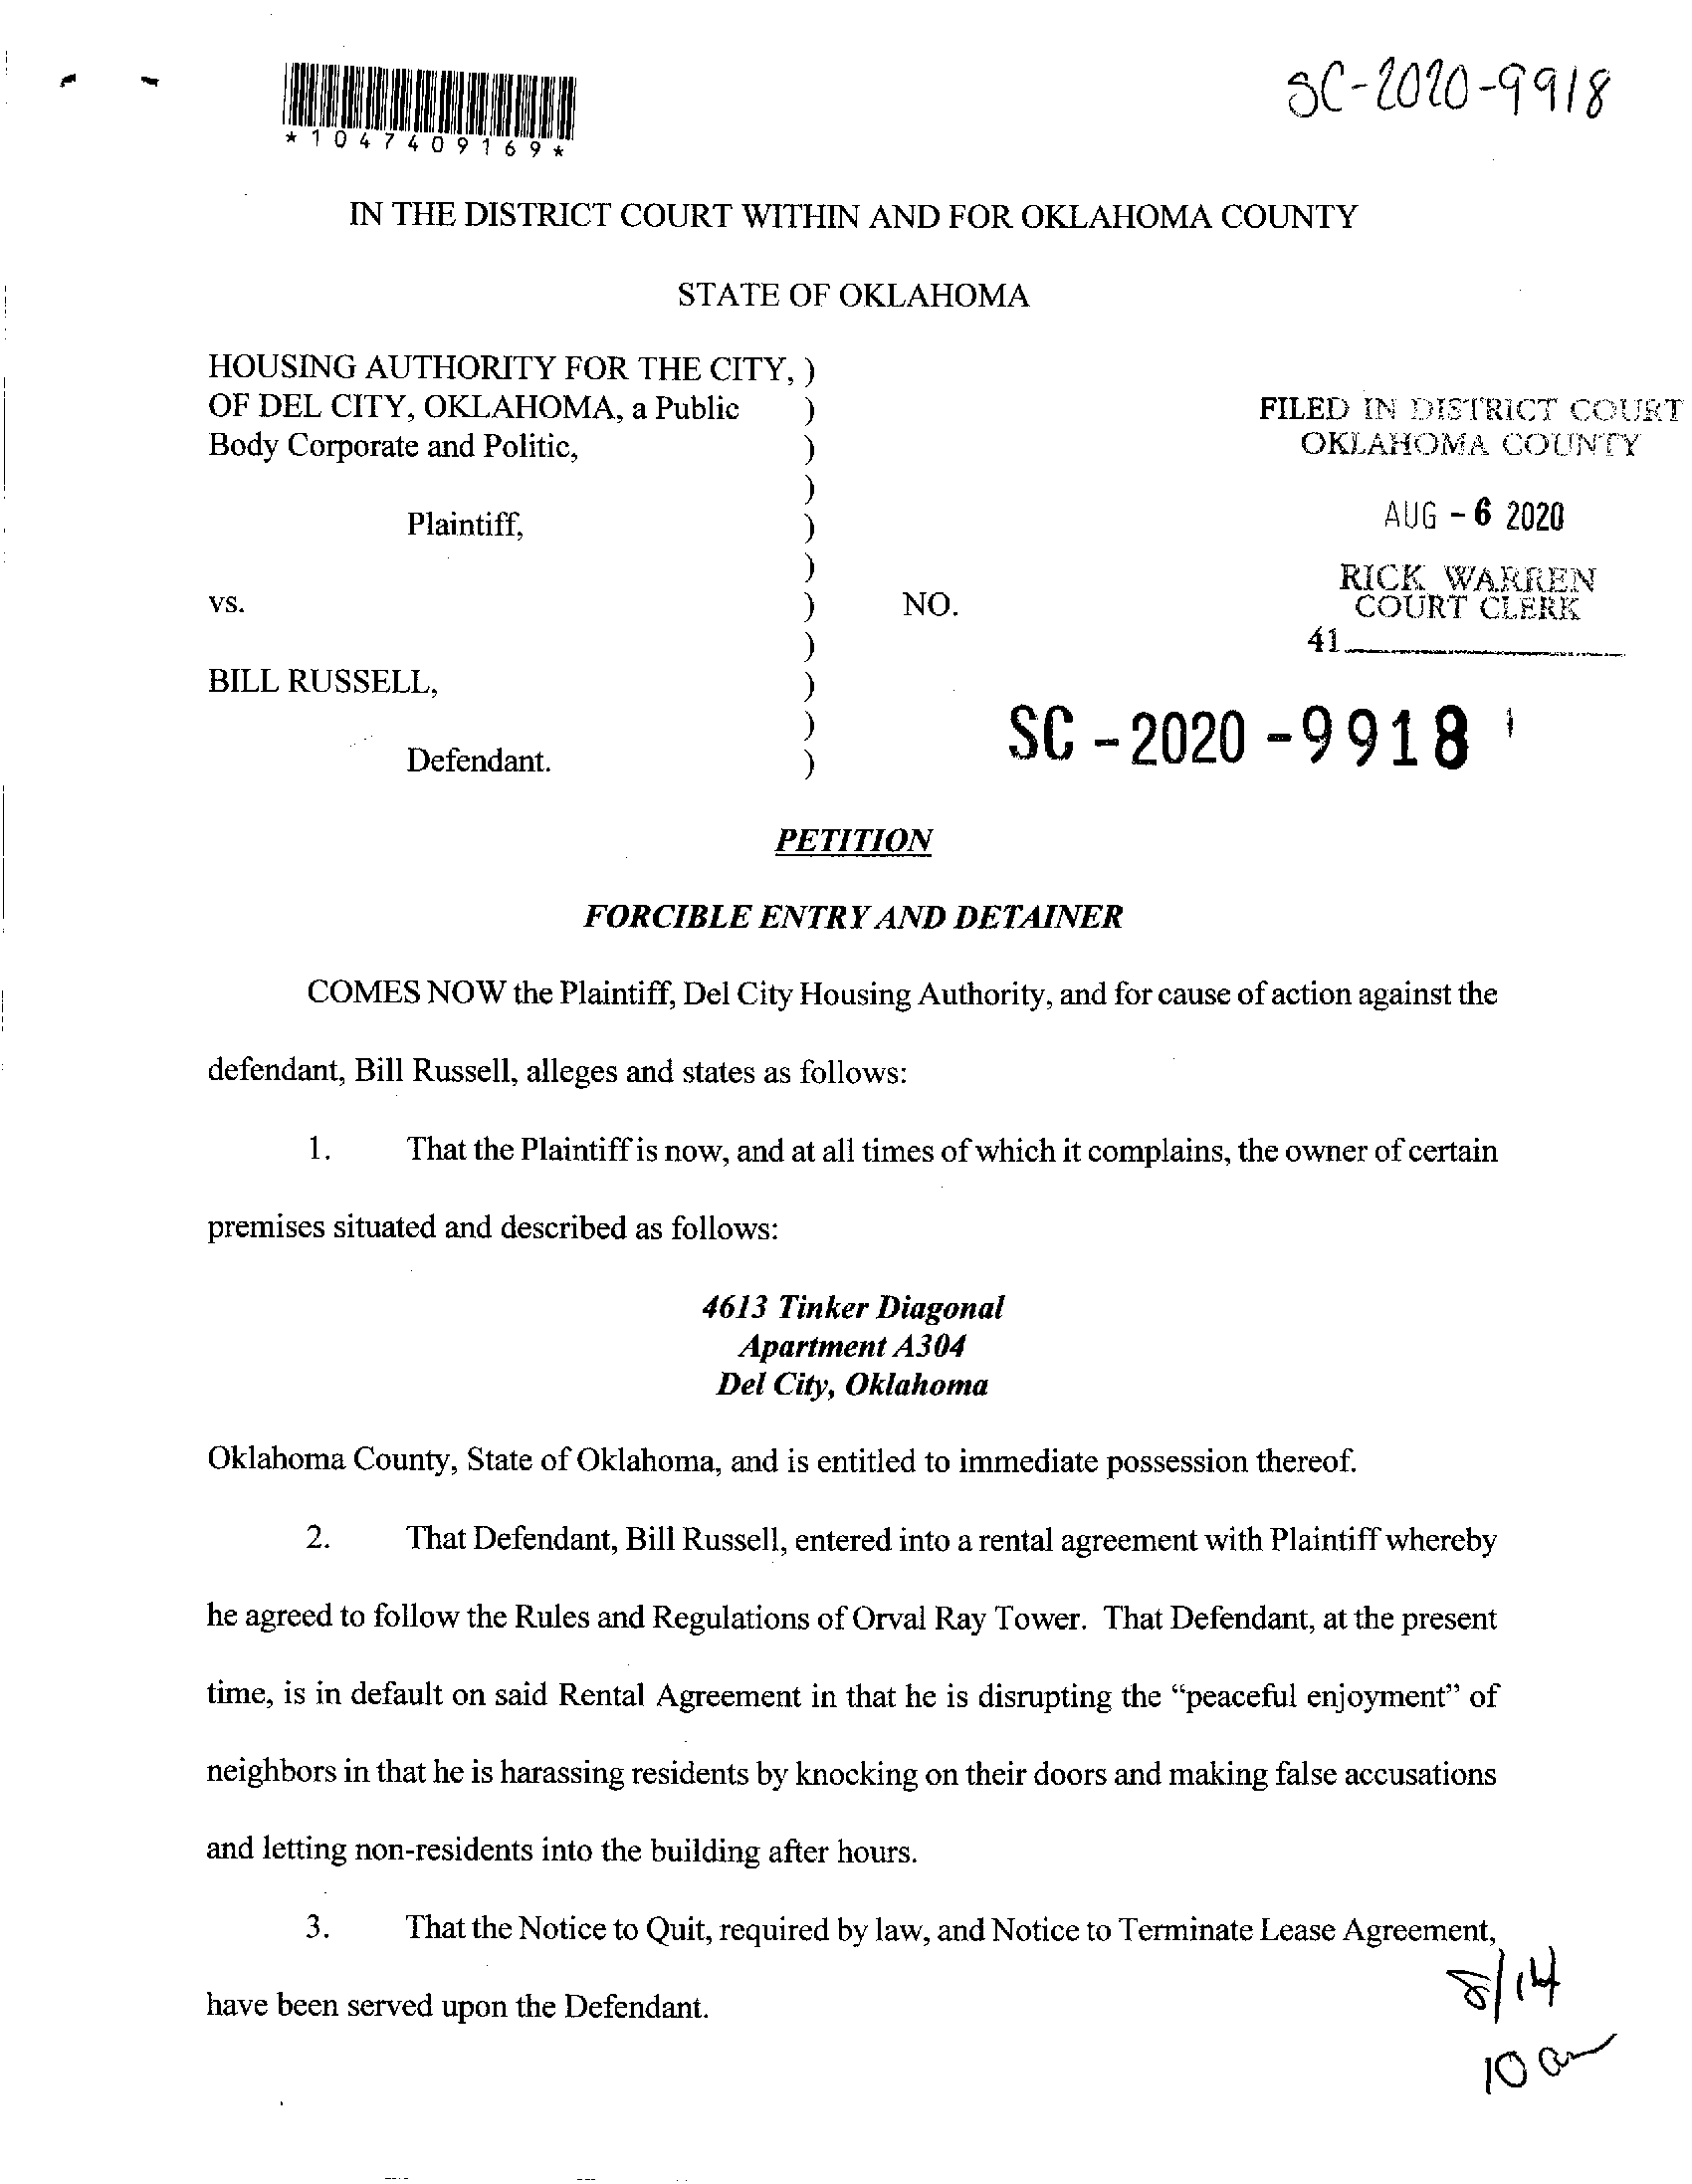 SC-2020-9918
*1047409169*
IN THE DISTRICT COURT WITHIN AND FOR OKLAHOMA COUNTY
STATE OF OKLAHOMA
HOUSING AUTHORITY FOR THE CITY, )
OF DEL CITY, OKLAHOMA, a Public )
Body Corporate and Politic, )
)
Plaintiff, )
)
vs. ) NO.
)
BILL RUSSELL, )
)
Defendant. )
FILED IN DISTRICT COURT
OKLAHOMA COUNTY
AUG - 6 2020
RICK WARREN
COURT CLERK
41
SC - 2020 - 9918
PETITION
FORCIBLE ENTRY AND DETAINER
COMES NOW the Plaintiff, Del City Housing Authority, and for cause of action against the
defendant, Bill Russell, alleges and states as follows:
1. That the Plaintiff is now, and at all times of which it complains, the owner of certain
premises situated and described as follows:
4613 Tinker Diagonal
Apartment A304
Del City, Oklahoma
Oklahoma County, State of Oklahoma, and is entitled to immediate possession thereof.
2. That Defendant, Bill Russell, entered into a rental agreement with Plaintiff whereby
he agreed to follow the Rules and Regulations of Orval Ray Tower. That Defendant, at the present
time, is in default on said Rental Agreement in that he is disrupting the “peaceful enjoyment” of
neighbors in that he is harassing residents by knocking on their doors and making false accusations
and letting non-residents into the building after hours.
3. That the Notice to Quit, required by law, and Notice to Terminate Lease Agreement,
have been served upon the Defendant.
8/14
10 am